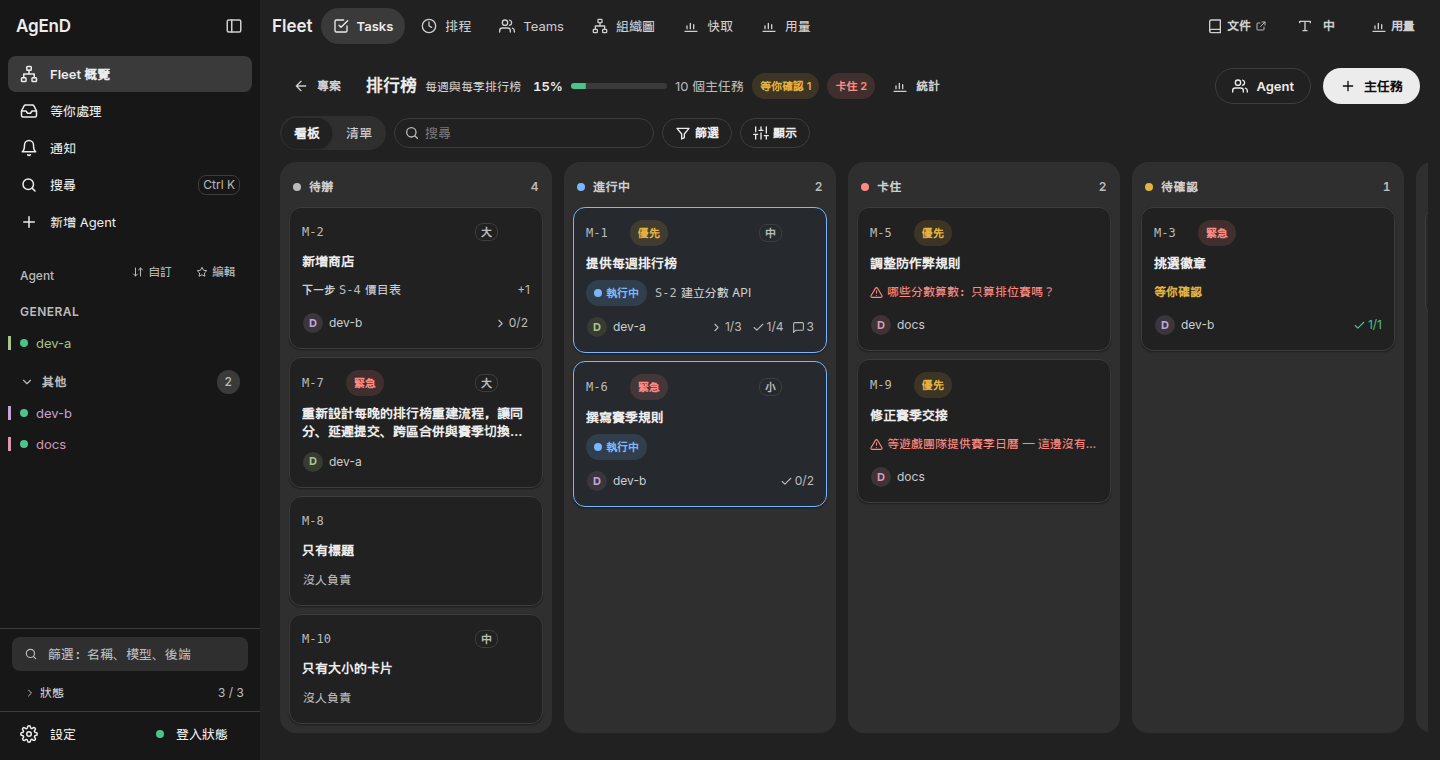 AgEnD
Fleet 概覽
等你處理
通知
搜尋 Ctrl K
新增 Agent
Agent 自訂 編輯
GENERAL
dev-a
其他 2
dev-b
docs
篩選：名稱、模型、後端
狀態 3 / 3
設定 登入狀態
Fleet Tasks 排程 Teams 組織圖 快取 用量 文件 中 用量
專案 排行榜 每週與每季排行榜 15% 10 個主任務 等你確認 1 卡住 2 統計 Agent 主任務
看板 清單 搜尋 篩選 顯示
待辦 4
M-2 大
新增商店
下一步 S-4 價目表 +1
D dev-b 0/2
M-7 緊急 大
重新設計每晚的排行榜重建流程，讓同
分、延遲提交、跨區合併與賽季切換…
D dev-a
M-8
只有標題
沒人負責
M-10 中
只有大小的卡片
沒人負責
進行中 2
M-1 優先 中
提供每週排行榜
執行中 S-2 建立分數 API
D dev-a 1/3 1/4 3
M-6 緊急 小
撰寫賽季規則
執行中
D dev-b 0/2
卡住 2
M-5 優先
調整防作弊規則
哪些分數算數：只算排位賽嗎？
D docs
M-9 優先
修正賽季交接
等遊戲團隊提供賽季日曆 — 這邊沒有…
D docs
待確認 1
M-3 緊急
挑選徽章
等你確認
D dev-b 1/1